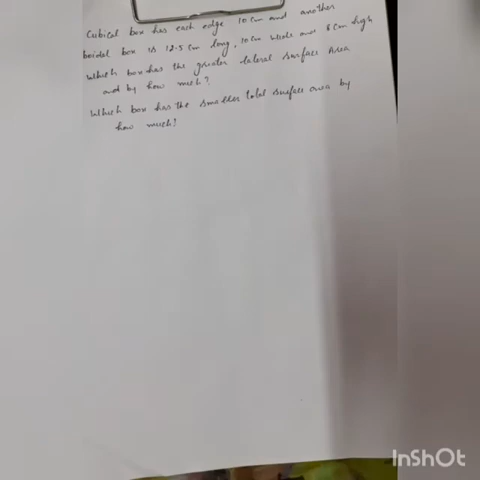 Cubical box has each edge 10 cm and another
boidal box is 12.5 cm long, 10 cm wide and 8 cm high
Which box has the greater lateral surface Area
and by how much?
Which box has the smaller total surface area by
how much?
InShOt